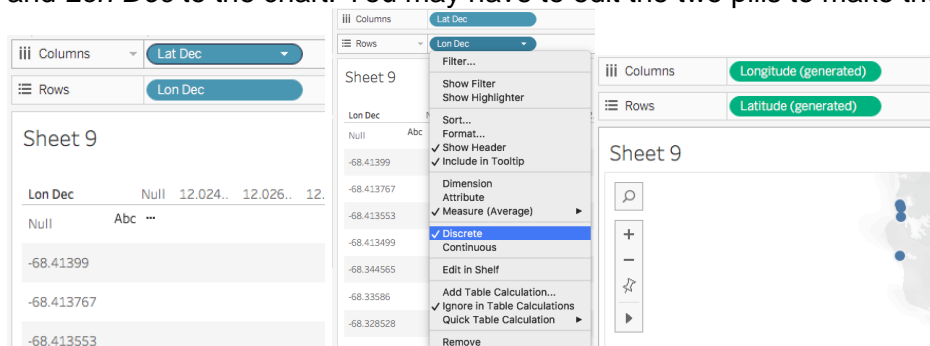 and Lon Dec to the chart. You may have to edit the two pills to make th
iii Columns
Lat Dec
Rows
Lon Dec
Sheet 9
Lon Dec Null 12.024.. 12.026.. 12.
Null Abc
-68.41399
-68.413767
-68.413553
iii Columns
Lat Dec
Rows
Lon Dec
Sheet 9
Lon Dec
Null Abc
-68.41399
-68.413767
-68.413553
-68.413499
-68.344565
-68.33586
-68.328528
Filter...
Show Filter
Show Highlighter
Sort...
Format...
✓ Show Header
✓ Include in Tooltip
Dimension
Attribute
✓ Measure (Average)
✓ Discrete
Continuous
Edit in Shelf
Add Table Calculation...
✓ Ignore in Table Calculations
Quick Table Calculation
Remove
iii Columns
Longitude (generated)
Rows
Latitude (generated)
Sheet 9